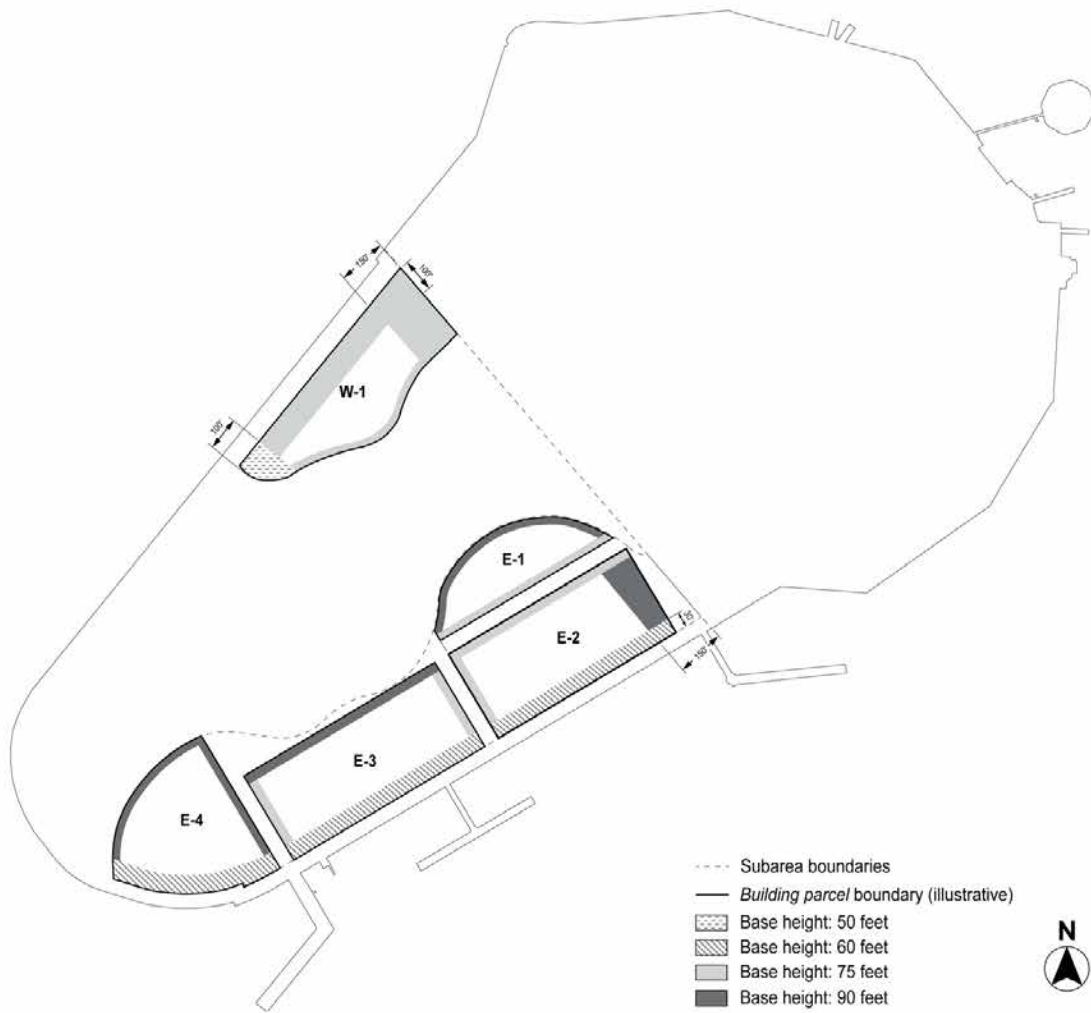 150'
100'
W-1
100'
E-1
E-2
25'
150'
E-3
E-4
Subarea boundaries
Building parcel boundary (illustrative)
Base height: 50 feet
Base height: 60 feet
Base height: 75 feet
Base height: 90 feet
N